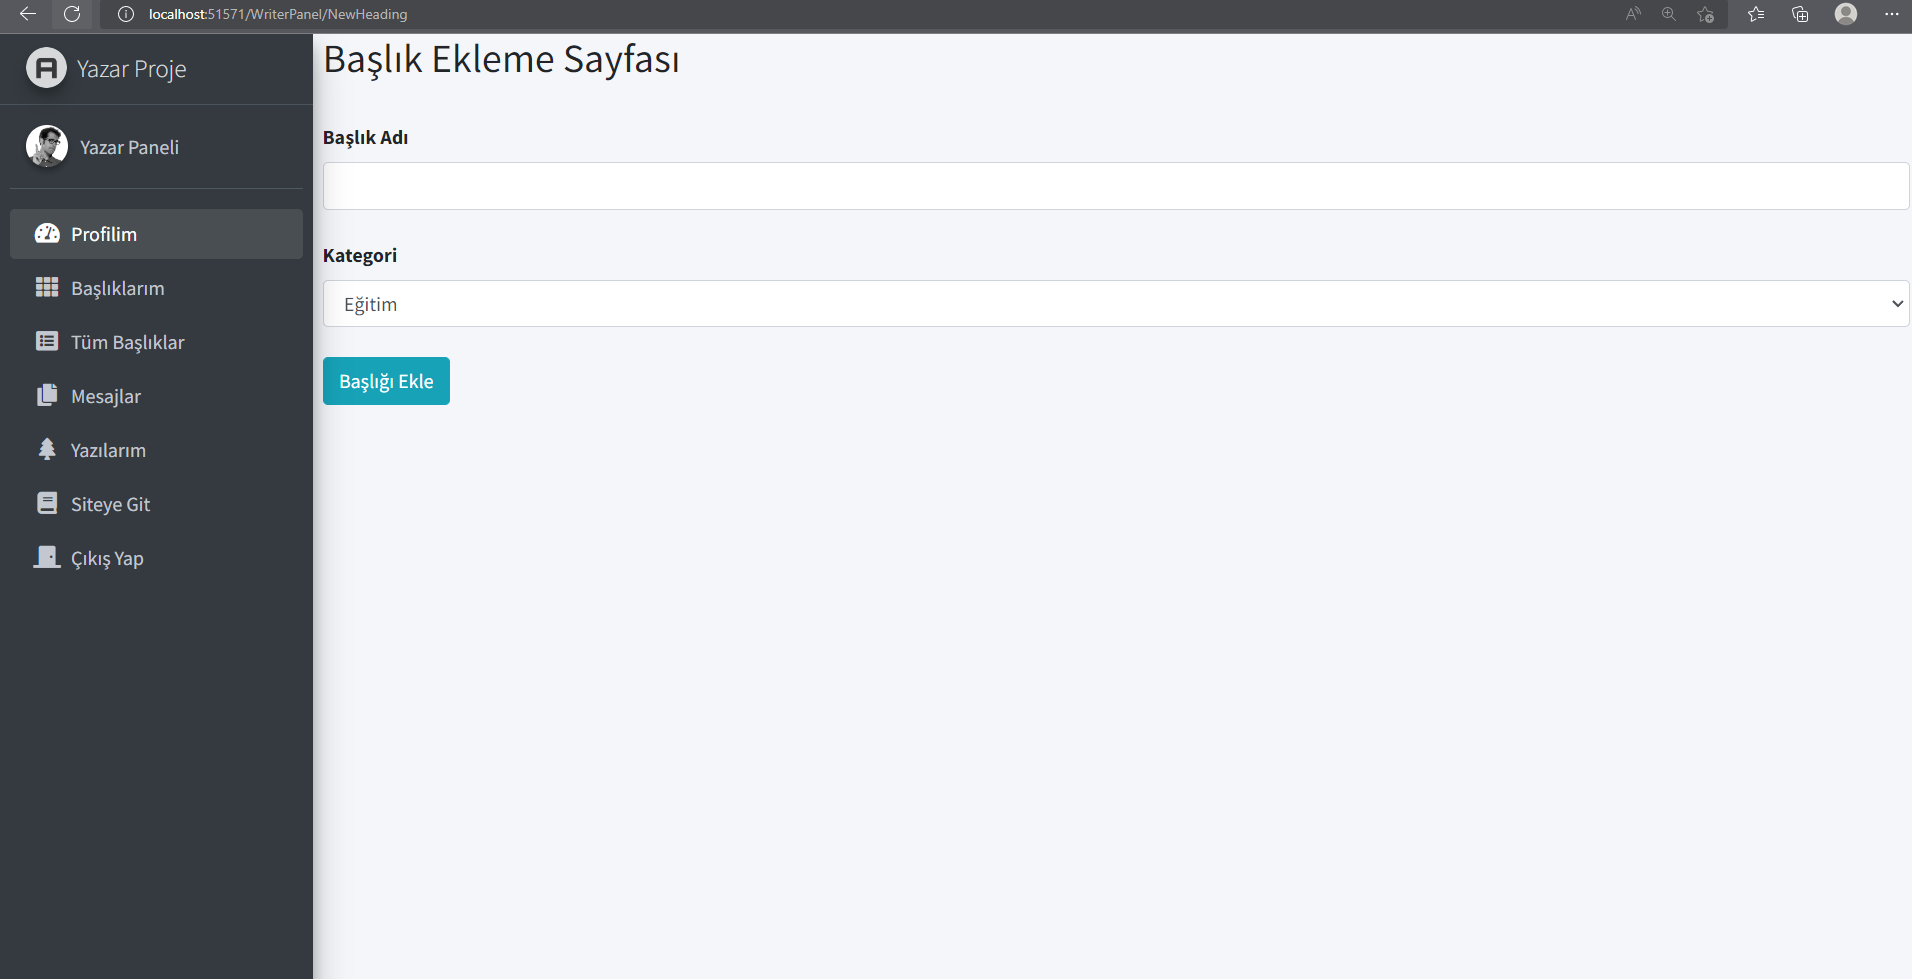 localhost:51571/WriterPanel/NewHeading
Yazar Proje
Yazar Paneli
Profilim
Başlıklarım
Tüm Başlıklar
Mesajlar
Yazılarım
Siteye Git
Çıkış Yap
Başlık Ekleme Sayfası
Başlık Adı
Kategori
Eğitim
Başlığı Ekle